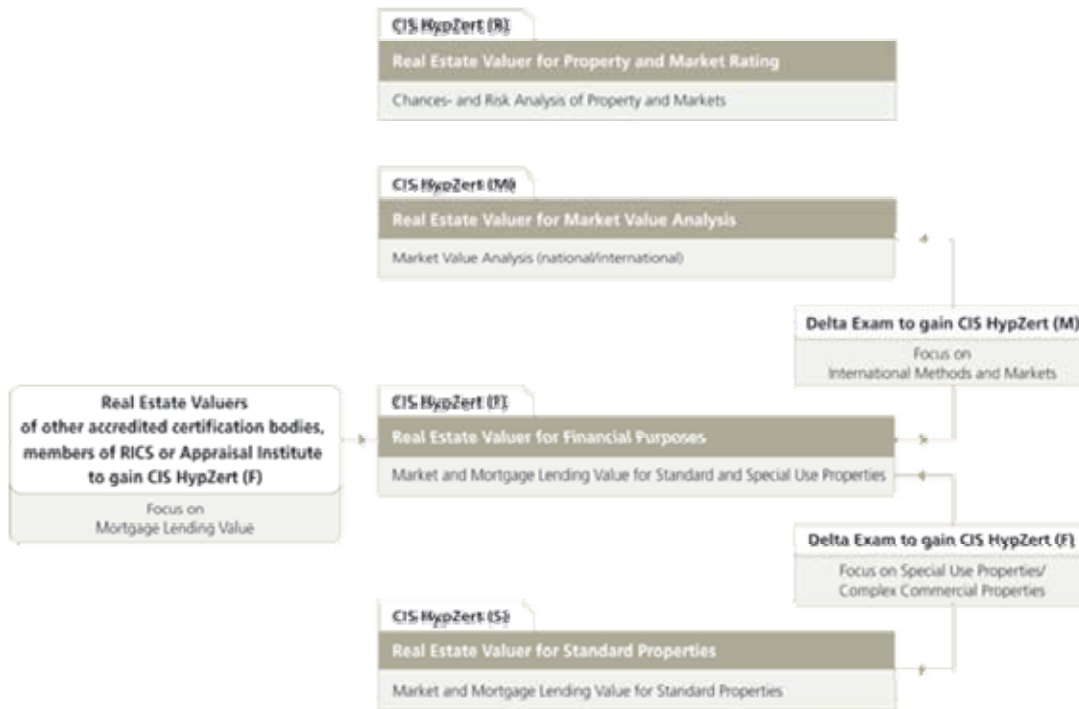 CIS HypZert (R)
Real Estate Valuer for Property and Market Rating
Chances- and Risk Analysis of Property and Markets
CIS HypZert (M)
Real Estate Valuer for Market Value Analysis
Market Value Analysis (national/international)
Delta Exam to gain CIS HypZert (M)
Focus on
International Methods and Markets
Real Estate Valuers
of other accredited certification bodies,
members of RICS or Appraisal Institute
to gain CIS HypZert (F)
Focus on
Mortgage Lending Value
CIS HypZert (F)
Real Estate Valuer for Financial Purposes
Market and Mortgage Lending Value for Standard and Special Use Properties
Delta Exam to gain CIS HypZert (F)
Focus on Special Use Properties/
Complex Commercial Properties
CIS HypZert (S)
Real Estate Valuer for Standard Properties
Market and Mortgage Lending Value for Standard Properties